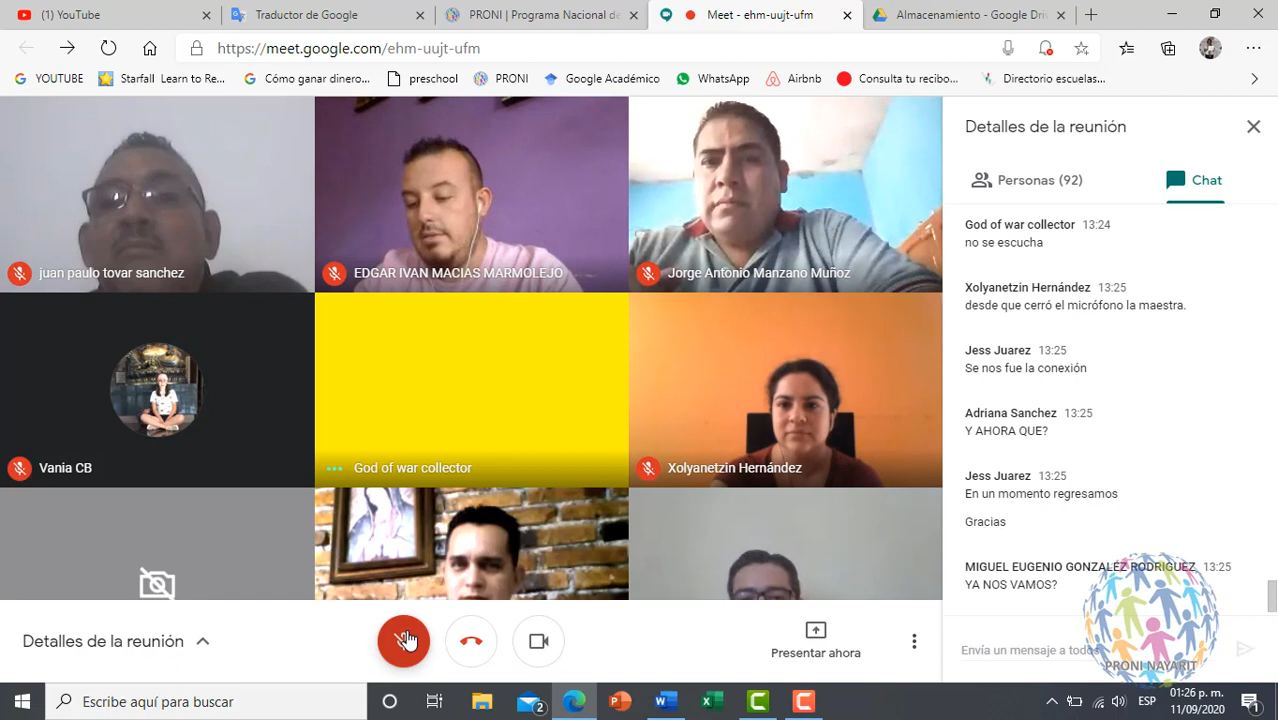 (1) YouTube
Traductor de Google
PRONI | Programa Nacional de
Meet - ehm-uujt-ufm
Almacenamiento - Google Dri
https://meet.google.com/ehm-uujt-ufm
YOUTUBE
Starfall Learn to Re...
Cómo ganar dinero...
preschool
PRONI
Google Académico
WhatsApp
Airbnb
Consulta tu recibo...
Directorio escuelas...
juan paulo tovar sanchez
EDGAR IVAN MACIAS MARMOLEJO
Jorge Antonio Manzano Muñoz
Vania CB
God of war collector
Xolyanetzin Hernández
Detalles de la reunión
Personas (92)
Chat
God of war collector 13:24
no se escucha
Xolyanetzin Hernández 13:25
desde que cerró el micrófono la maestra.
Jess Juarez 13:25
Se nos fue la conexión
Adriana Sanchez 13:25
Y AHORA QUE?
Jess Juarez 13:25
En un momento regresamos
Gracias
MIGUEL EUGENIO GONZALEZ RODRIGUEZ 13:25
YA NOS VAMOS?
Envía un mensaje a todos
PRONI NAYARIT
Detalles de la reunión
Presentar ahora
Escribe aquí para buscar
2
ESP
01:26 p. m.
11/09/2020
1